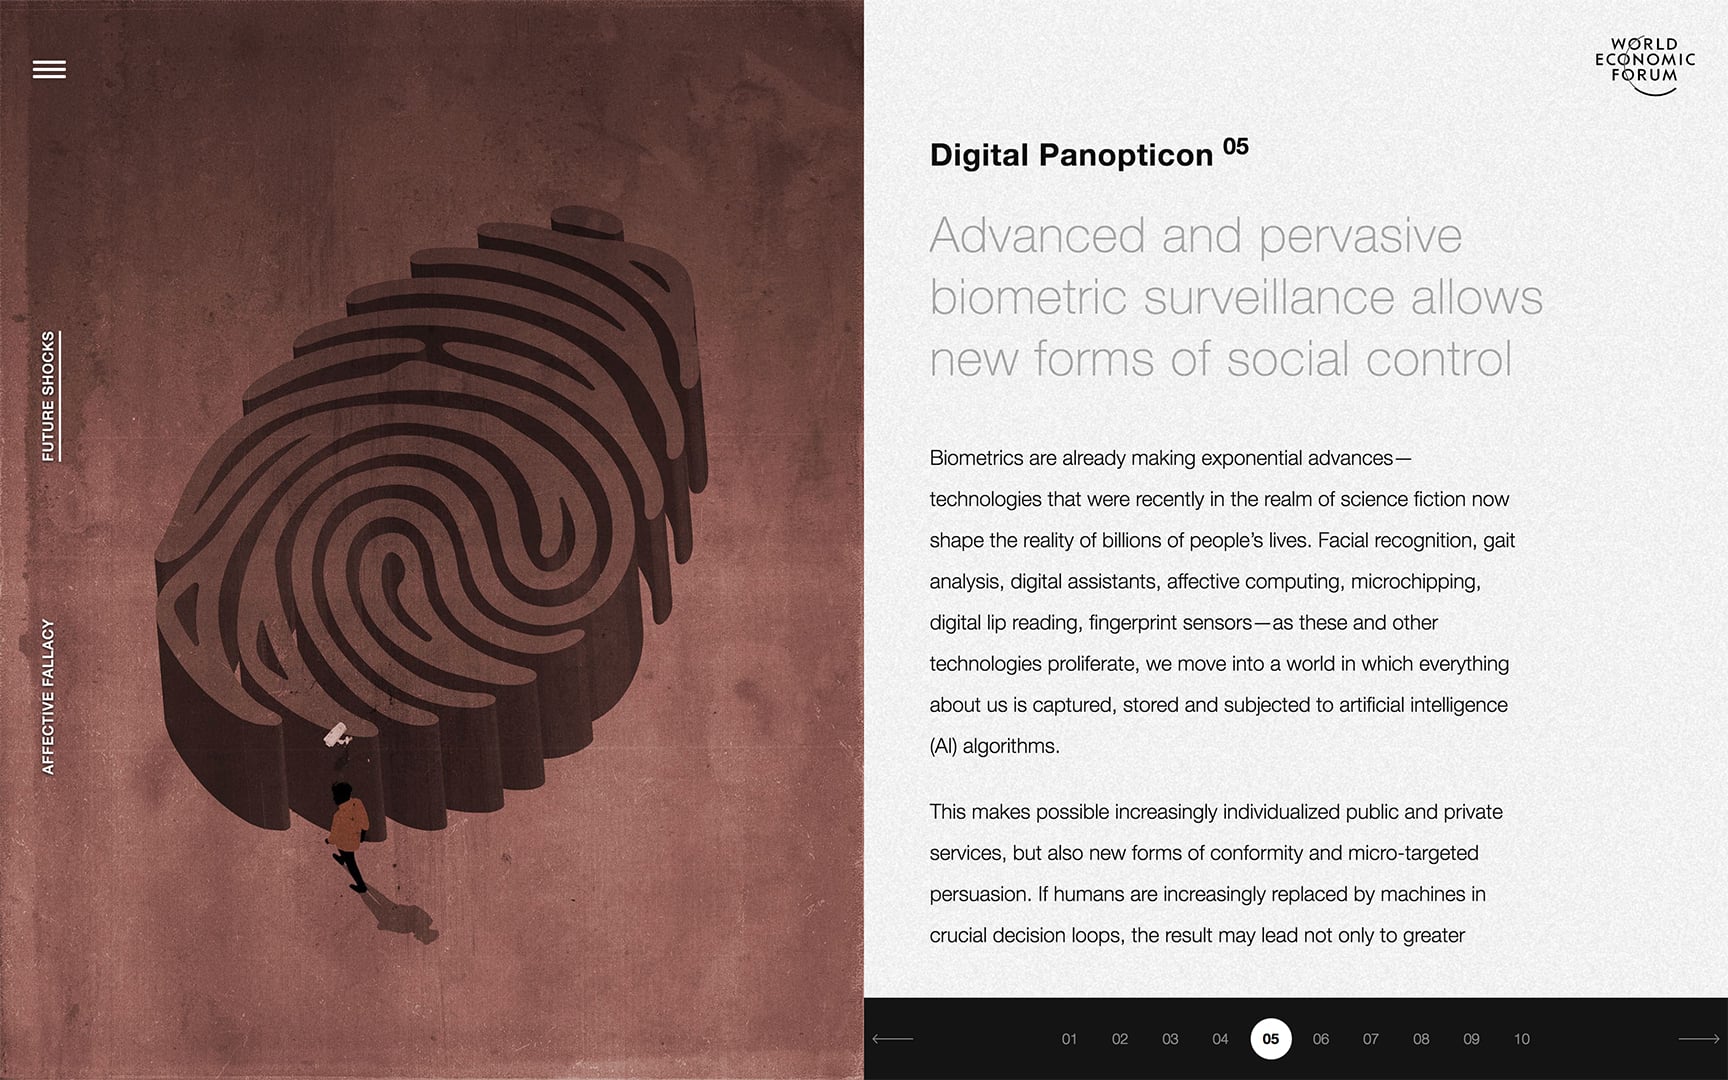 FUTURE SHOCKS
AFFECTIVE FALLACY
WORLD
ECONOMIC
FORUM
Digital Panopticon 05
Advanced and pervasive
biometric surveillance allows
new forms of social control
Biometrics are already making exponential advances—
technologies that were recently in the realm of science fiction now
shape the reality of billions of people’s lives. Facial recognition, gait
analysis, digital assistants, affective computing, microchipping,
digital lip reading, fingerprint sensors—as these and other
technologies proliferate, we move into a world in which everything
about us is captured, stored and subjected to artificial intelligence
(AI) algorithms.
This makes possible increasingly individualized public and private
services, but also new forms of conformity and micro-targeted
persuasion. If humans are increasingly replaced by machines in
crucial decision loops, the result may lead not only to greater
01 02 03 04 05 06 07 08 09 10